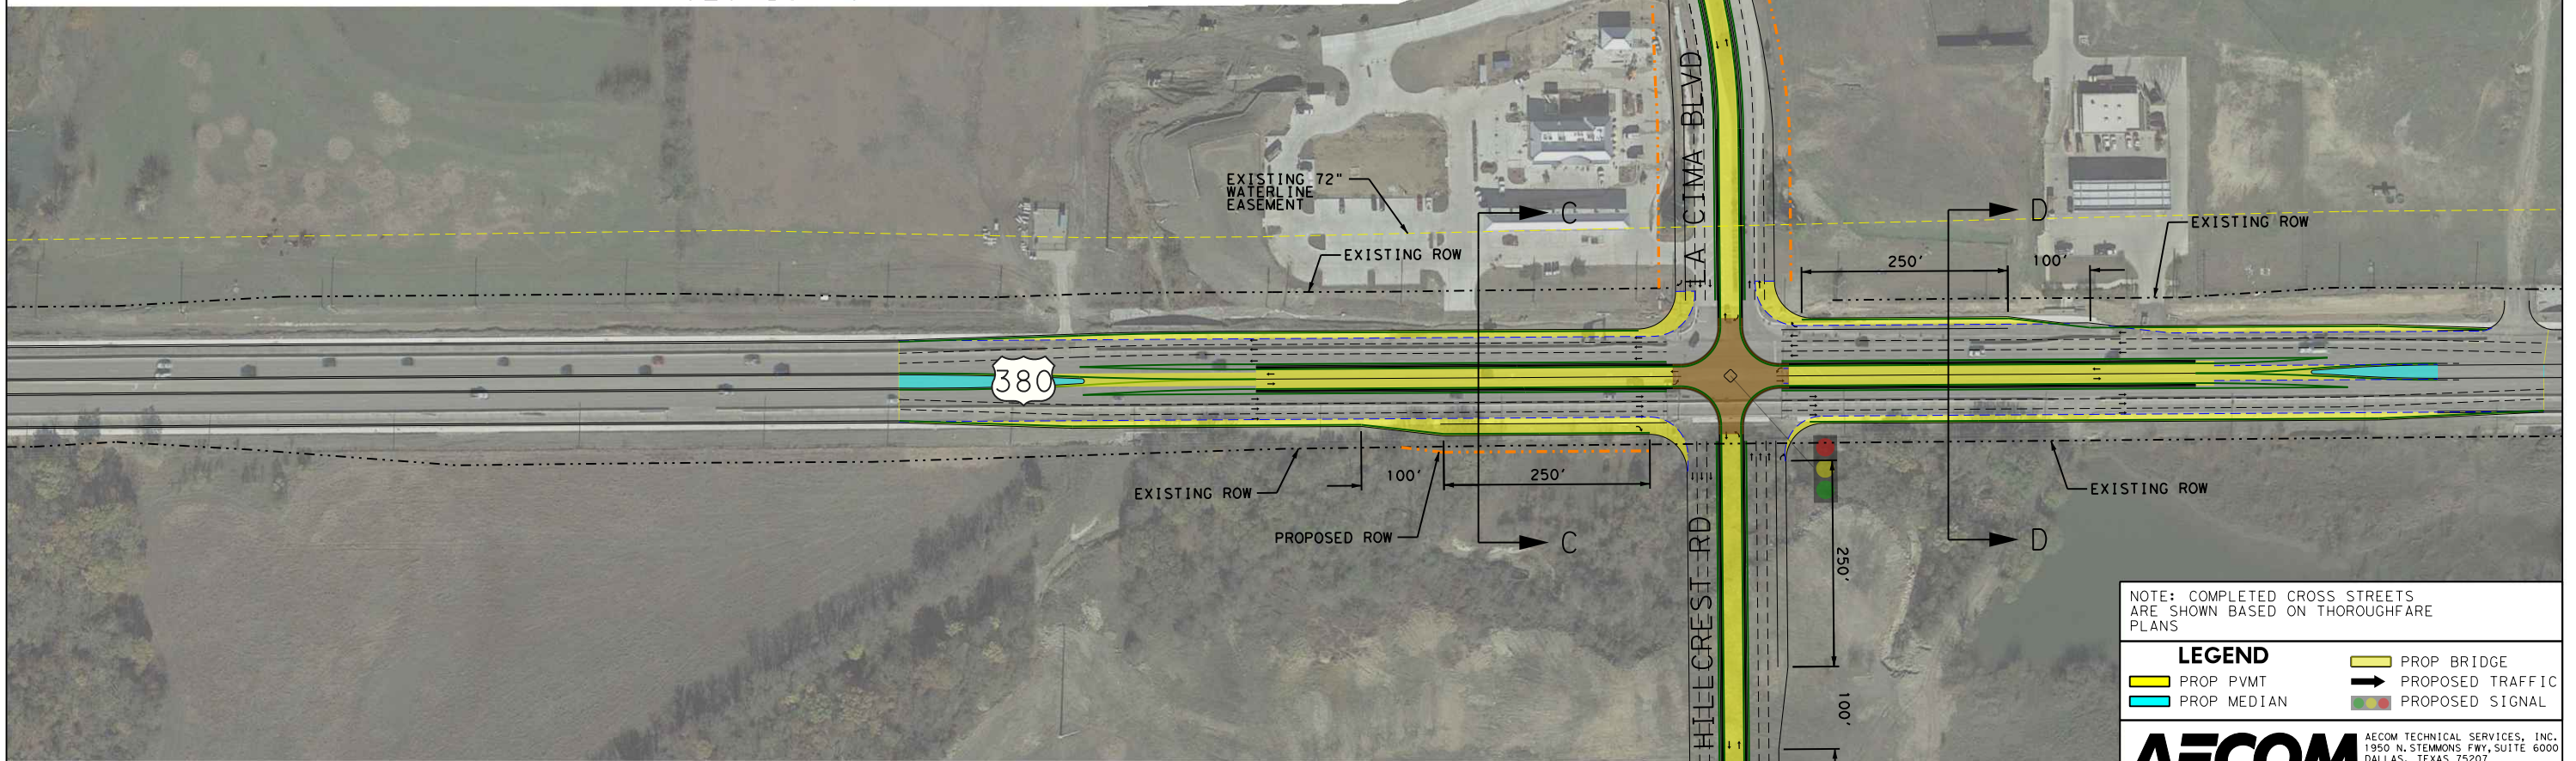 LA CIMA BLVD
EXISTING 72"
WATERLINE
EASEMENT
C
D
EXISTING ROW
EXISTING ROW
250'
100'
380
EXISTING ROW
100'
250'
PROPOSED ROW
C
D
EXISTING ROW
HILLCREST RD
250'
100'
NOTE: COMPLETED CROSS STREETS
ARE SHOWN BASED ON THOROUGHFARE
PLANS
LEGEND
PROP BRIDGE
PROP PVMT
PROPOSED TRAFFIC
PROP MEDIAN
PROPOSED SIGNAL
AECOM
AECOM TECHNICAL SERVICES, INC.
1950 N. STEMMONS FWY, SUITE 6000
DALLAS, TEXAS 75207